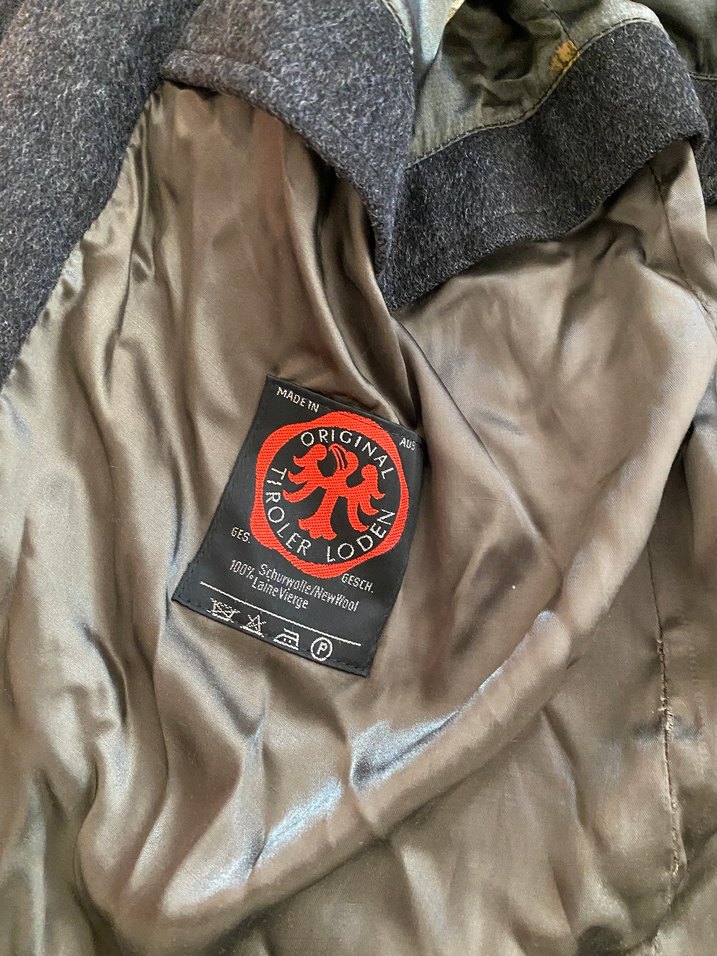 MADE IN
AUS
ORIGINAL
TIROLER LODEN
GES.
GESCH.
100% Schurwolle/NewWool
LaineVierge
P